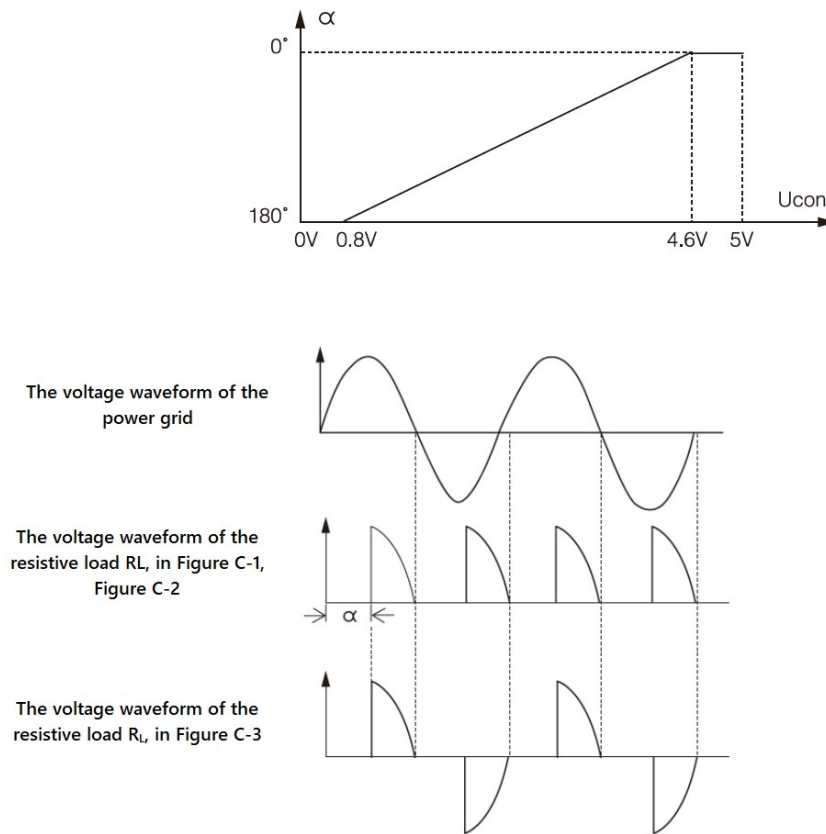 α
0°
180°
Ucon
0V 0.8V 4.6V 5V
The voltage waveform of the
power grid
The voltage waveform of the
resistive load RL, in Figure C-1,
Figure C-2
α
The voltage waveform of the
resistive load R_L, in Figure C-3